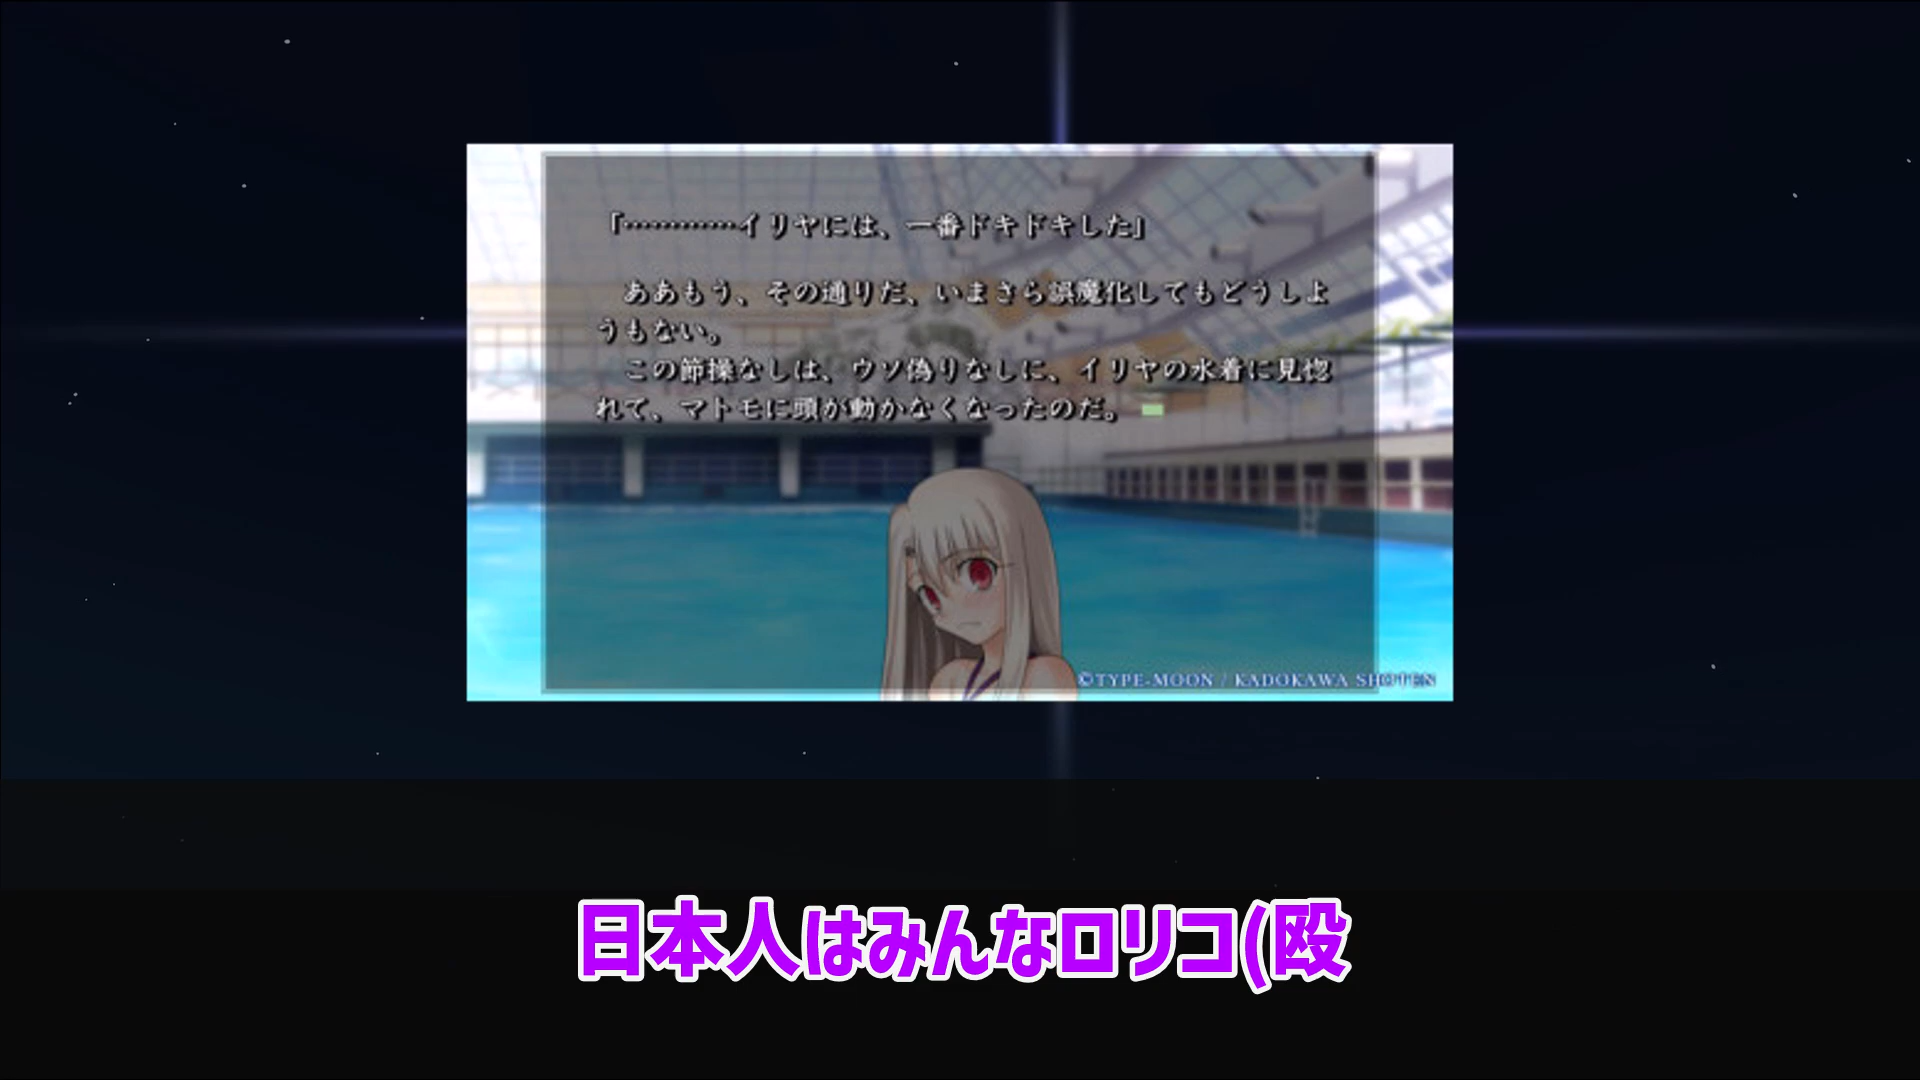 「…………イリヤには、一番ドキドキした」
ああもう、その通りだ、いまさら誤魔化してもどうしよ
うもない。
この節操なしは、ウソ偽りなしに、イリヤの水着に見惚
れて、マトモに頭が動かなくなったのだ。
©TYPE-MOON / KADOKAWA SHOTEN
日本人はみんなロリコ(殴